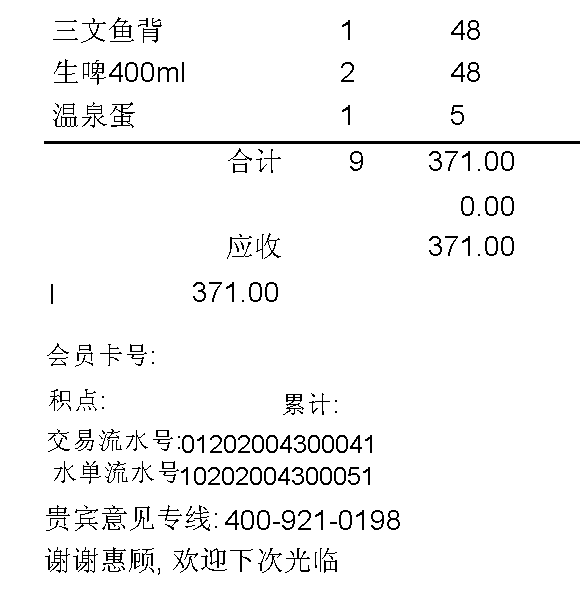 三文鱼背 1 48
生啤400ml 2 48
温泉蛋 1 5
合计 9 371.00
0.00
应收 371.00
371.00
会员卡号:
积点: 累计:
交易流水号:01202004300041
水单流水号10202004300051
贵宾意见专线: 400-921-0198
谢谢惠顾, 欢迎下次光临